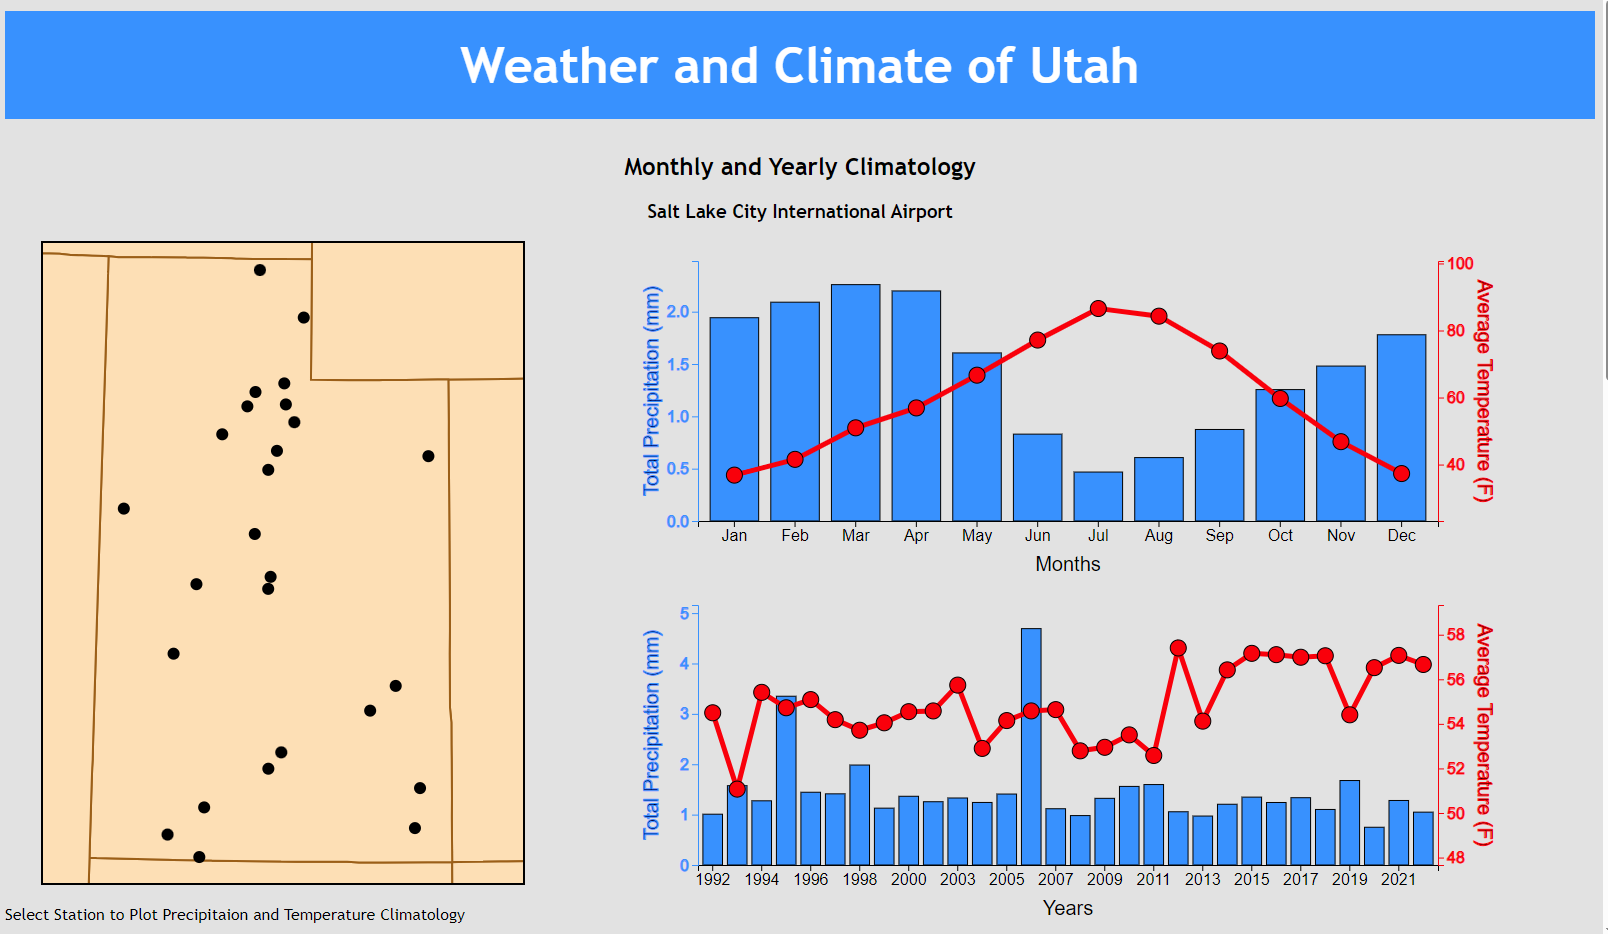 Weather and Climate of Utah
Monthly and Yearly Climatology
Salt Lake City International Airport
Total Precipitation (mm)
2.0
1.5
1.0
0.5
0.0
100
80
60
40
Average Temperature (F)
Jan Feb Mar Apr May Jun Jul Aug Sep Oct Nov Dec
Months
Total Precipitation (mm)
5
4
3
2
1
0
58
56
54
52
50
48
Average Temperature (F)
1992 1994 1996 1998 2000 2003 2005 2007 2009 2011 2013 2015 2017 2019 2021
Years
Select Station to Plot Precipitaion and Temperature Climatology